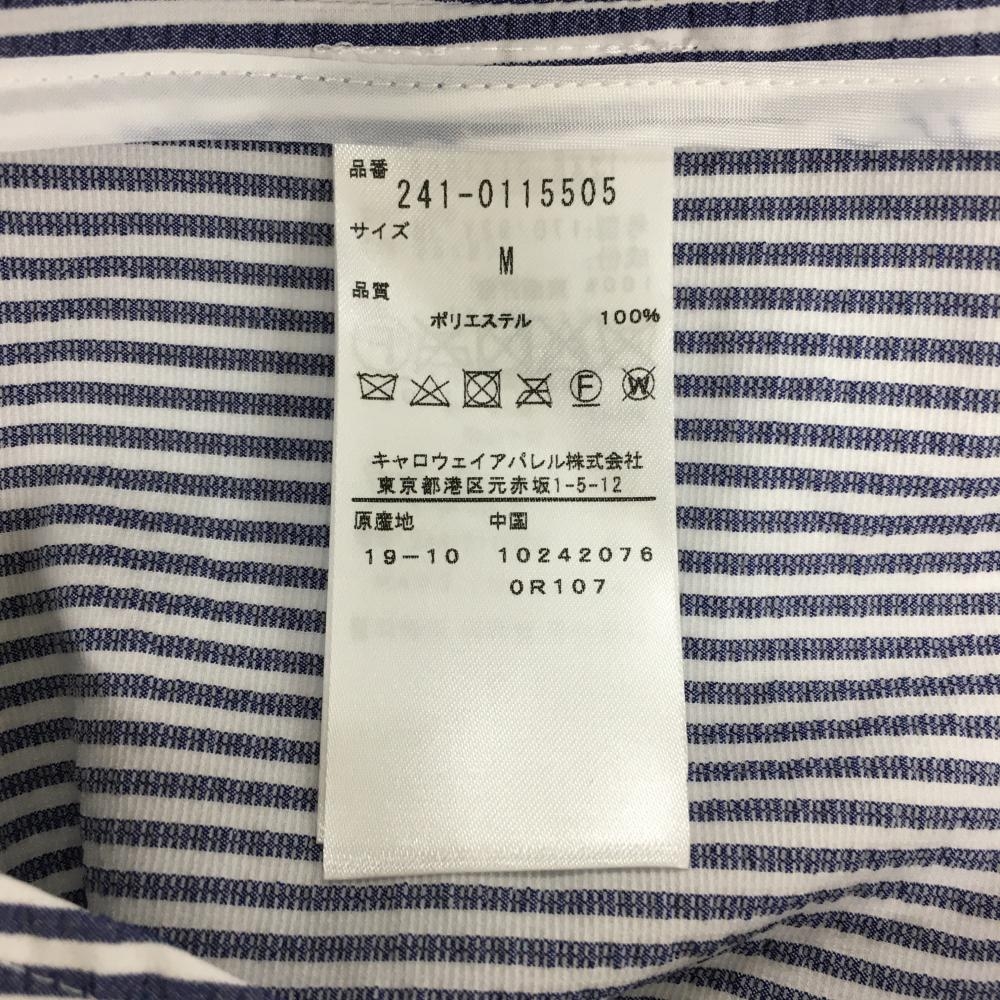 品番
241-0115505
サイズ
M
品質
ポリエステル 100%
F W
キャロウェイアパレル株式会社
東京都港区元赤坂1-5-12
原産地 中国
19-10 10242076
0R107